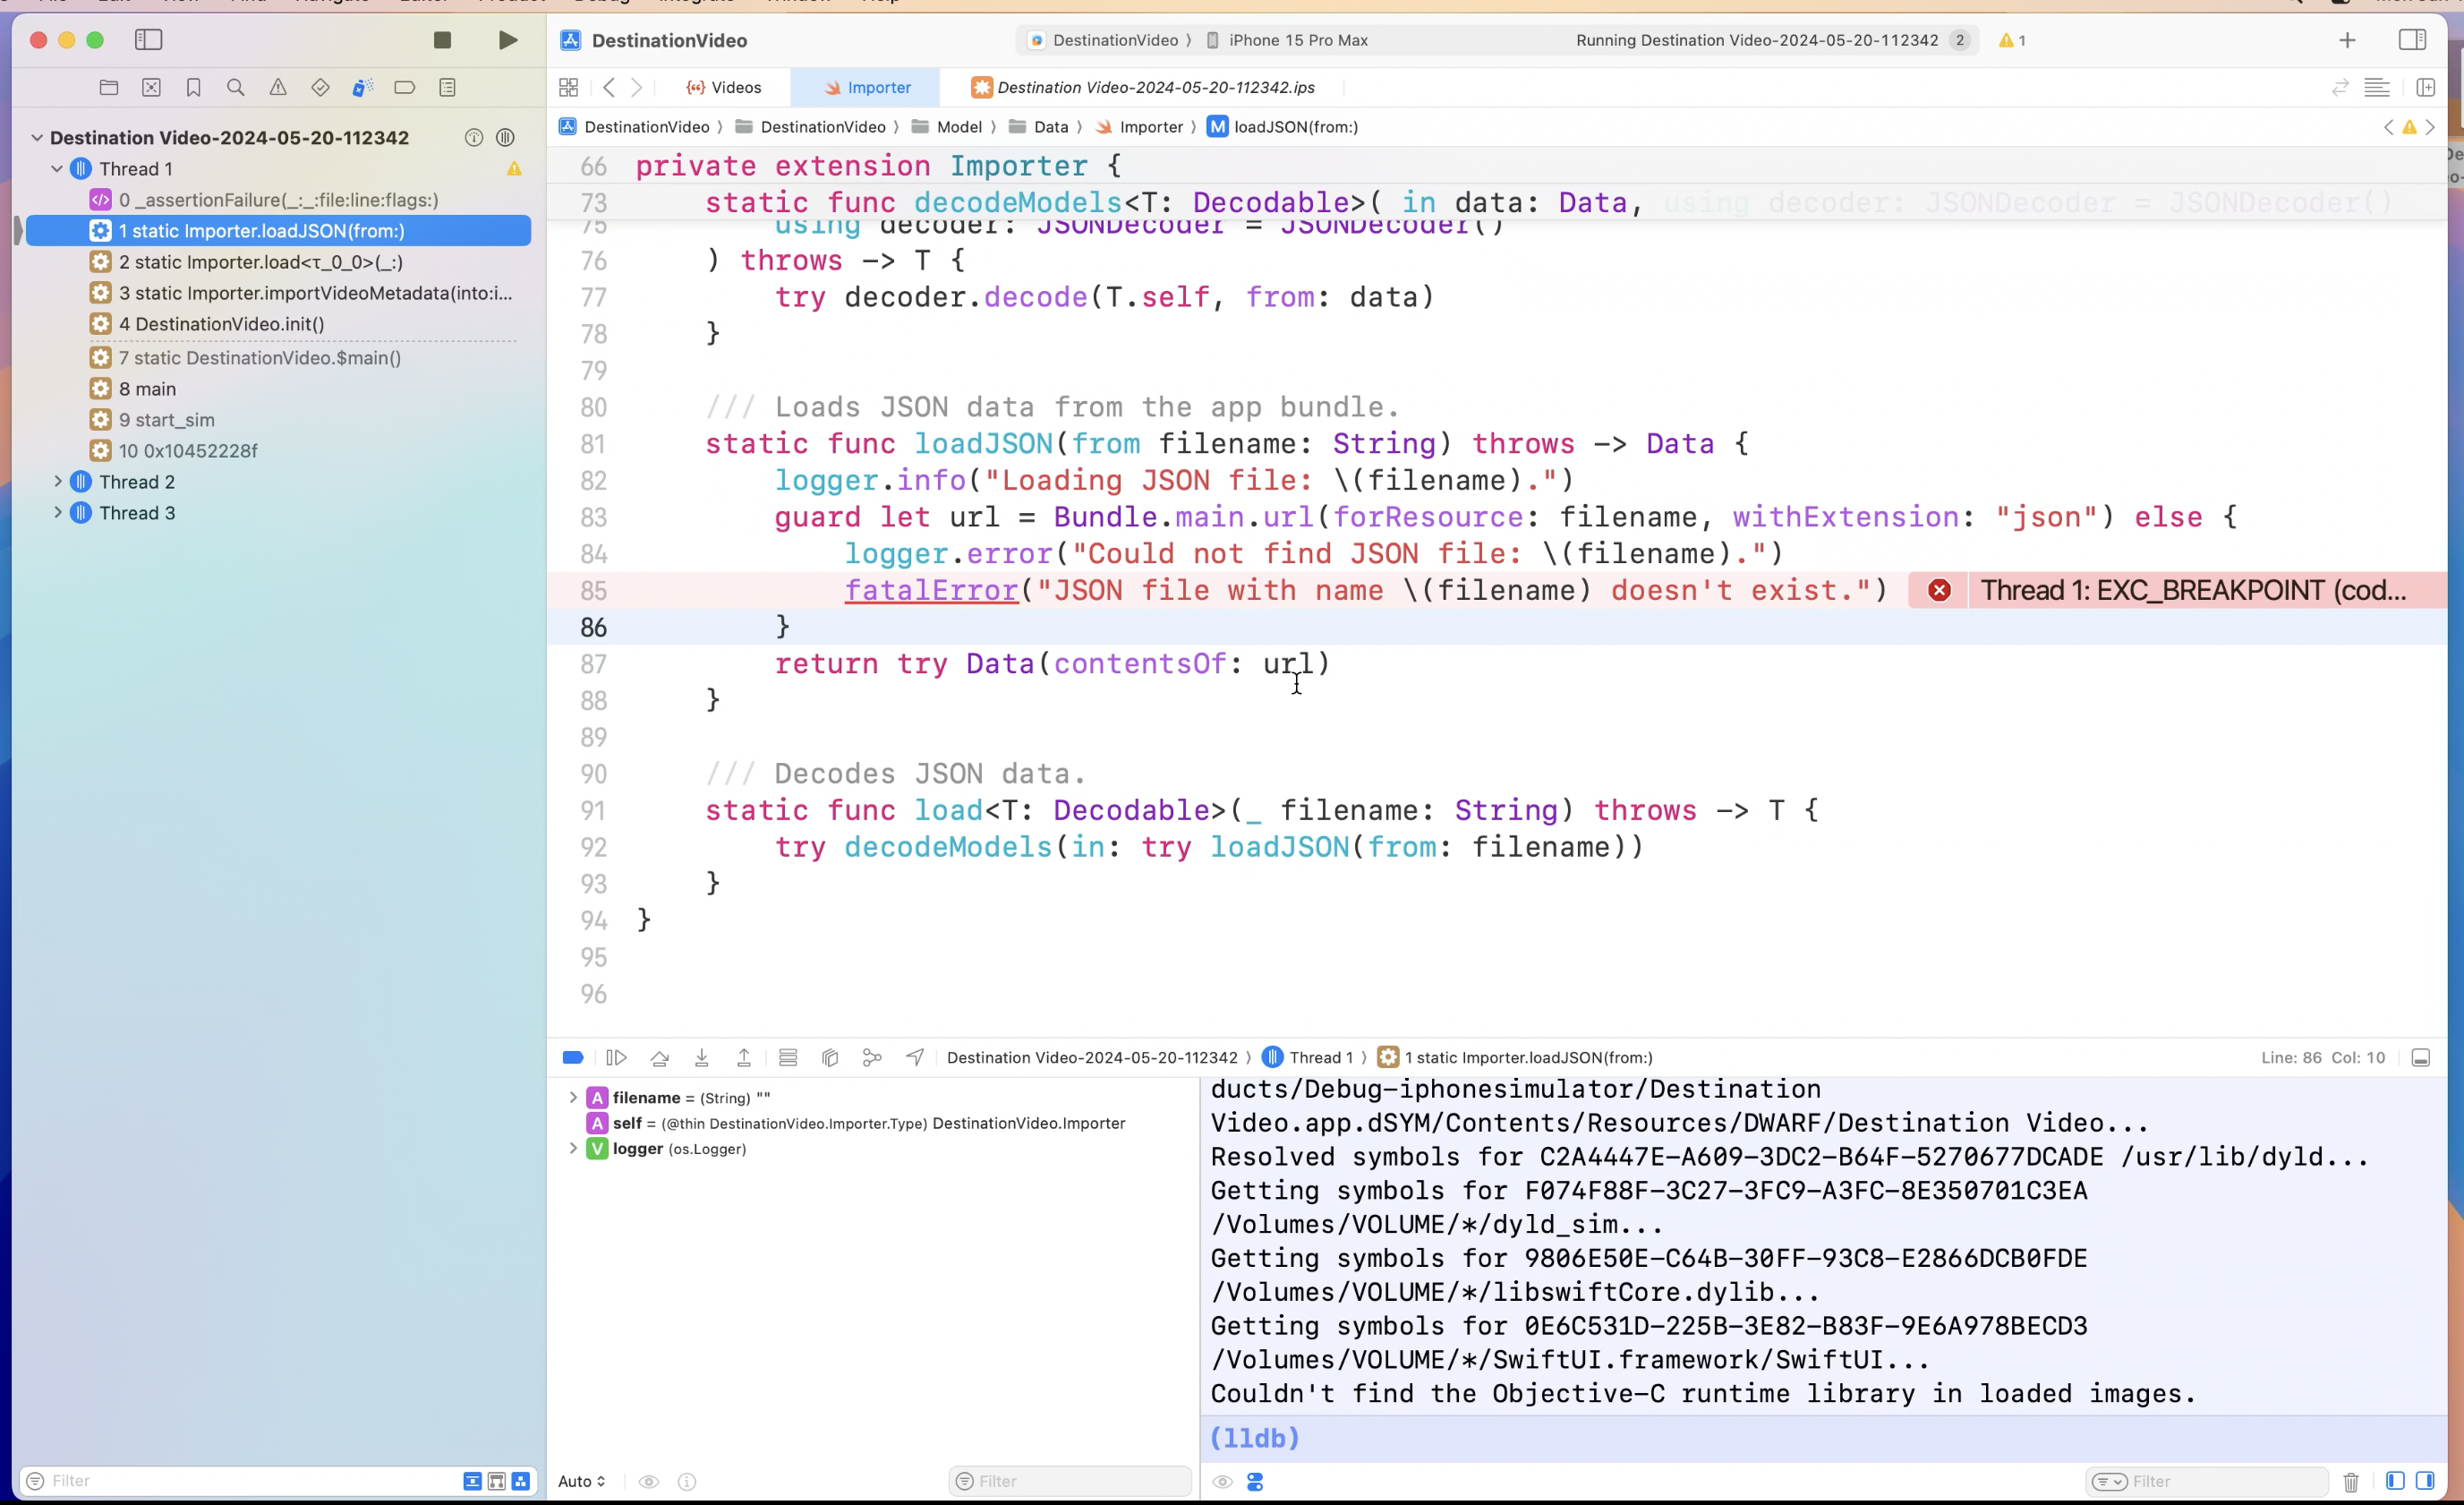 DestinationVideo
DestinationVideo 〉 iPhone 15 Pro Max
Running Destination Video-2024-05-20-112342 2
1
Videos
Importer
Destination Video-2024-05-20-112342.ips
DestinationVideo 〉 DestinationVideo 〉 Model 〉 Data 〉 Importer 〉 M loadJSON(from:)
Destination Video-2024-05-20-112342
Thread 1
0 _assertionFailure(_:_:file:line:flags:)
1 static Importer.loadJSON(from:)
2 static Importer.load<τ_0_0>(_:)
3 static Importer.importVideoMetadata(into:i...
4 DestinationVideo.init()
7 static DestinationVideo.$main()
8 main
9 start_sim
10 0x10452228f
Thread 2
Thread 3
Filter
66 private extension Importer {
73 static func decodeModels<T: Decodable>( in data: Data, using decoder: JSONDecoder = JSONDecoder()
75 using decoder: JSONDecoder = JSONDecoder()
76 ) throws -> T {
77 try decoder.decode(T.self, from: data)
78 }
79
80 /// Loads JSON data from the app bundle.
81 static func loadJSON(from filename: String) throws -> Data {
82 logger.info("Loading JSON file: \(filename).")
83 guard let url = Bundle.main.url(forResource: filename, withExtension: "json") else {
84 logger.error("Could not find JSON file: \(filename).")
85 fatalError("JSON file with name \(filename) doesn't exist.") Thread 1: EXC_BREAKPOINT (cod...
86 }
87 return try Data(contentsOf: url)
88 }
89
90 /// Decodes JSON data.
91 static func load<T: Decodable>(_ filename: String) throws -> T {
92 try decodeModels(in: try loadJSON(from: filename))
93 }
94 }
95
96
Destination Video-2024-05-20-112342 〉 Thread 1 〉 1 static Importer.loadJSON(from:)
Line: 86 Col: 10
A filename = (String) ""
A self = (@thin DestinationVideo.Importer.Type) DestinationVideo.Importer
V logger (os.Logger)
Auto
Filter
ducts/Debug-iphonesimulator/Destination
Video.app.dSYM/Contents/Resources/DWARF/Destination Video...
Resolved symbols for C2A4447E-A609-3DC2-B64F-5270677DCADE /usr/lib/dyld...
Getting symbols for F074F88F-3C27-3FC9-A3FC-8E350701C3EA
/Volumes/VOLUME/*/dyld_sim...
Getting symbols for 9806E50E-C64B-30FF-93C8-E2866DCB0FDE
/Volumes/VOLUME/*/libswiftCore.dylib...
Getting symbols for 0E6C531D-225B-3E82-B83F-9E6A978BECD3
/Volumes/VOLUME/*/SwiftUI.framework/SwiftUI...
Couldn't find the Objective-C runtime library in loaded images.
(lldb)
Filter